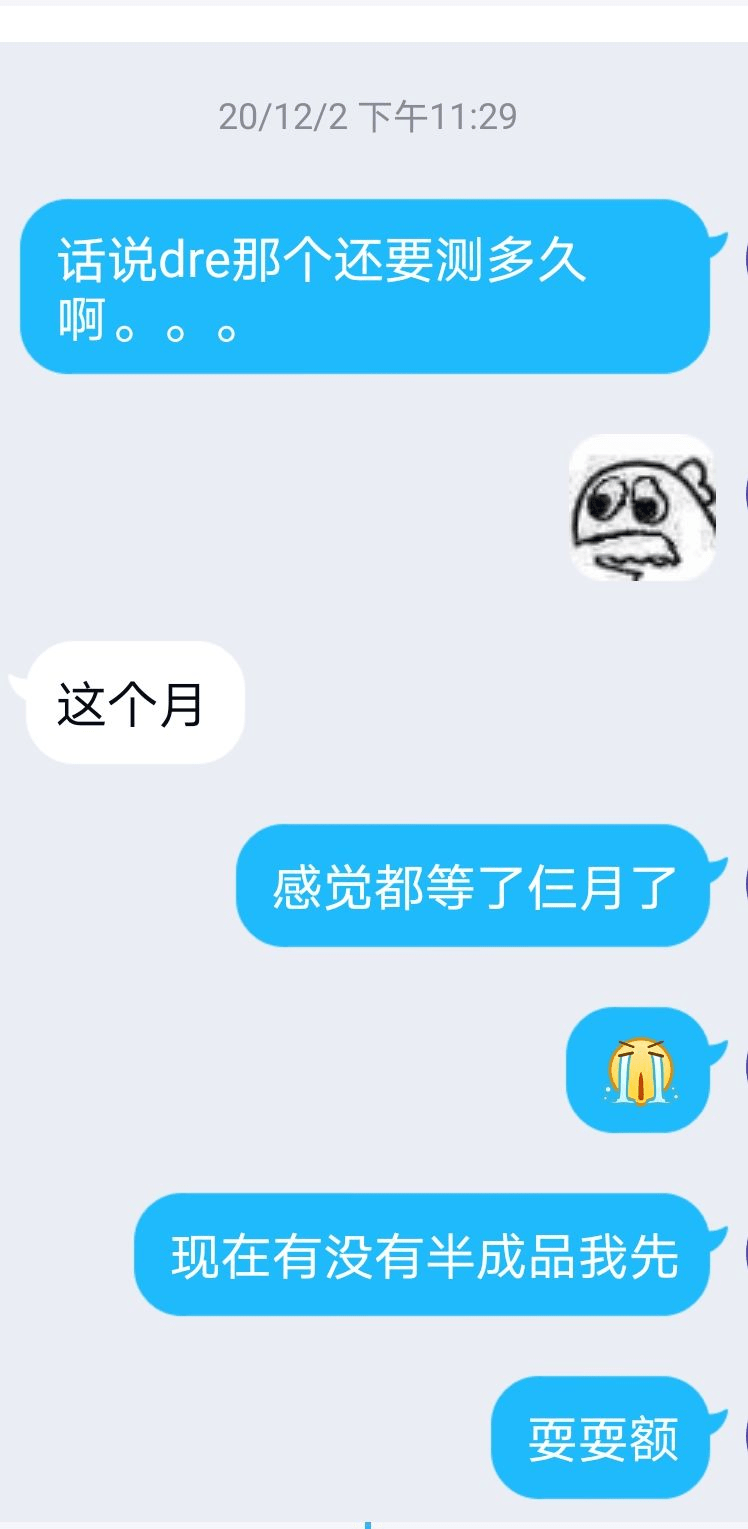 20/12/2 下午11:29
话说dre那个还要测多久
啊。。。
这个月
感觉都等了仨月了
现在有没有半成品我先
耍耍额